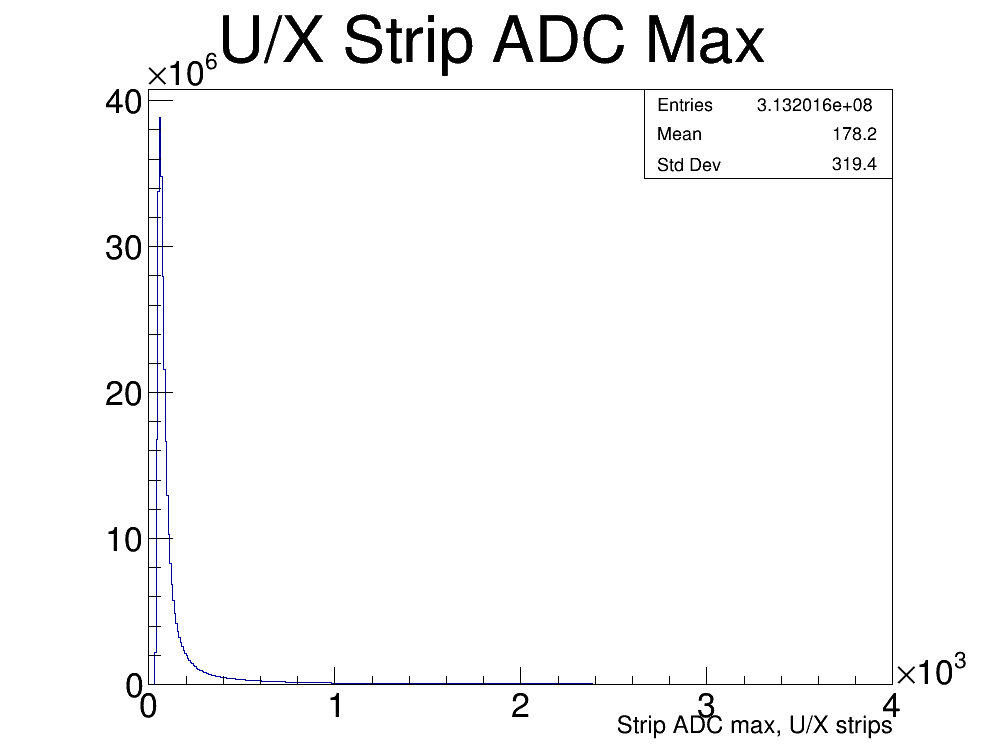 U/X Strip ADC Max
×10^6
40
30
20
10
0
Entries 3.132016e+08
Mean 178.2
Std Dev 319.4
0 1 2 3 4
×10^3
Strip ADC max, U/X strips